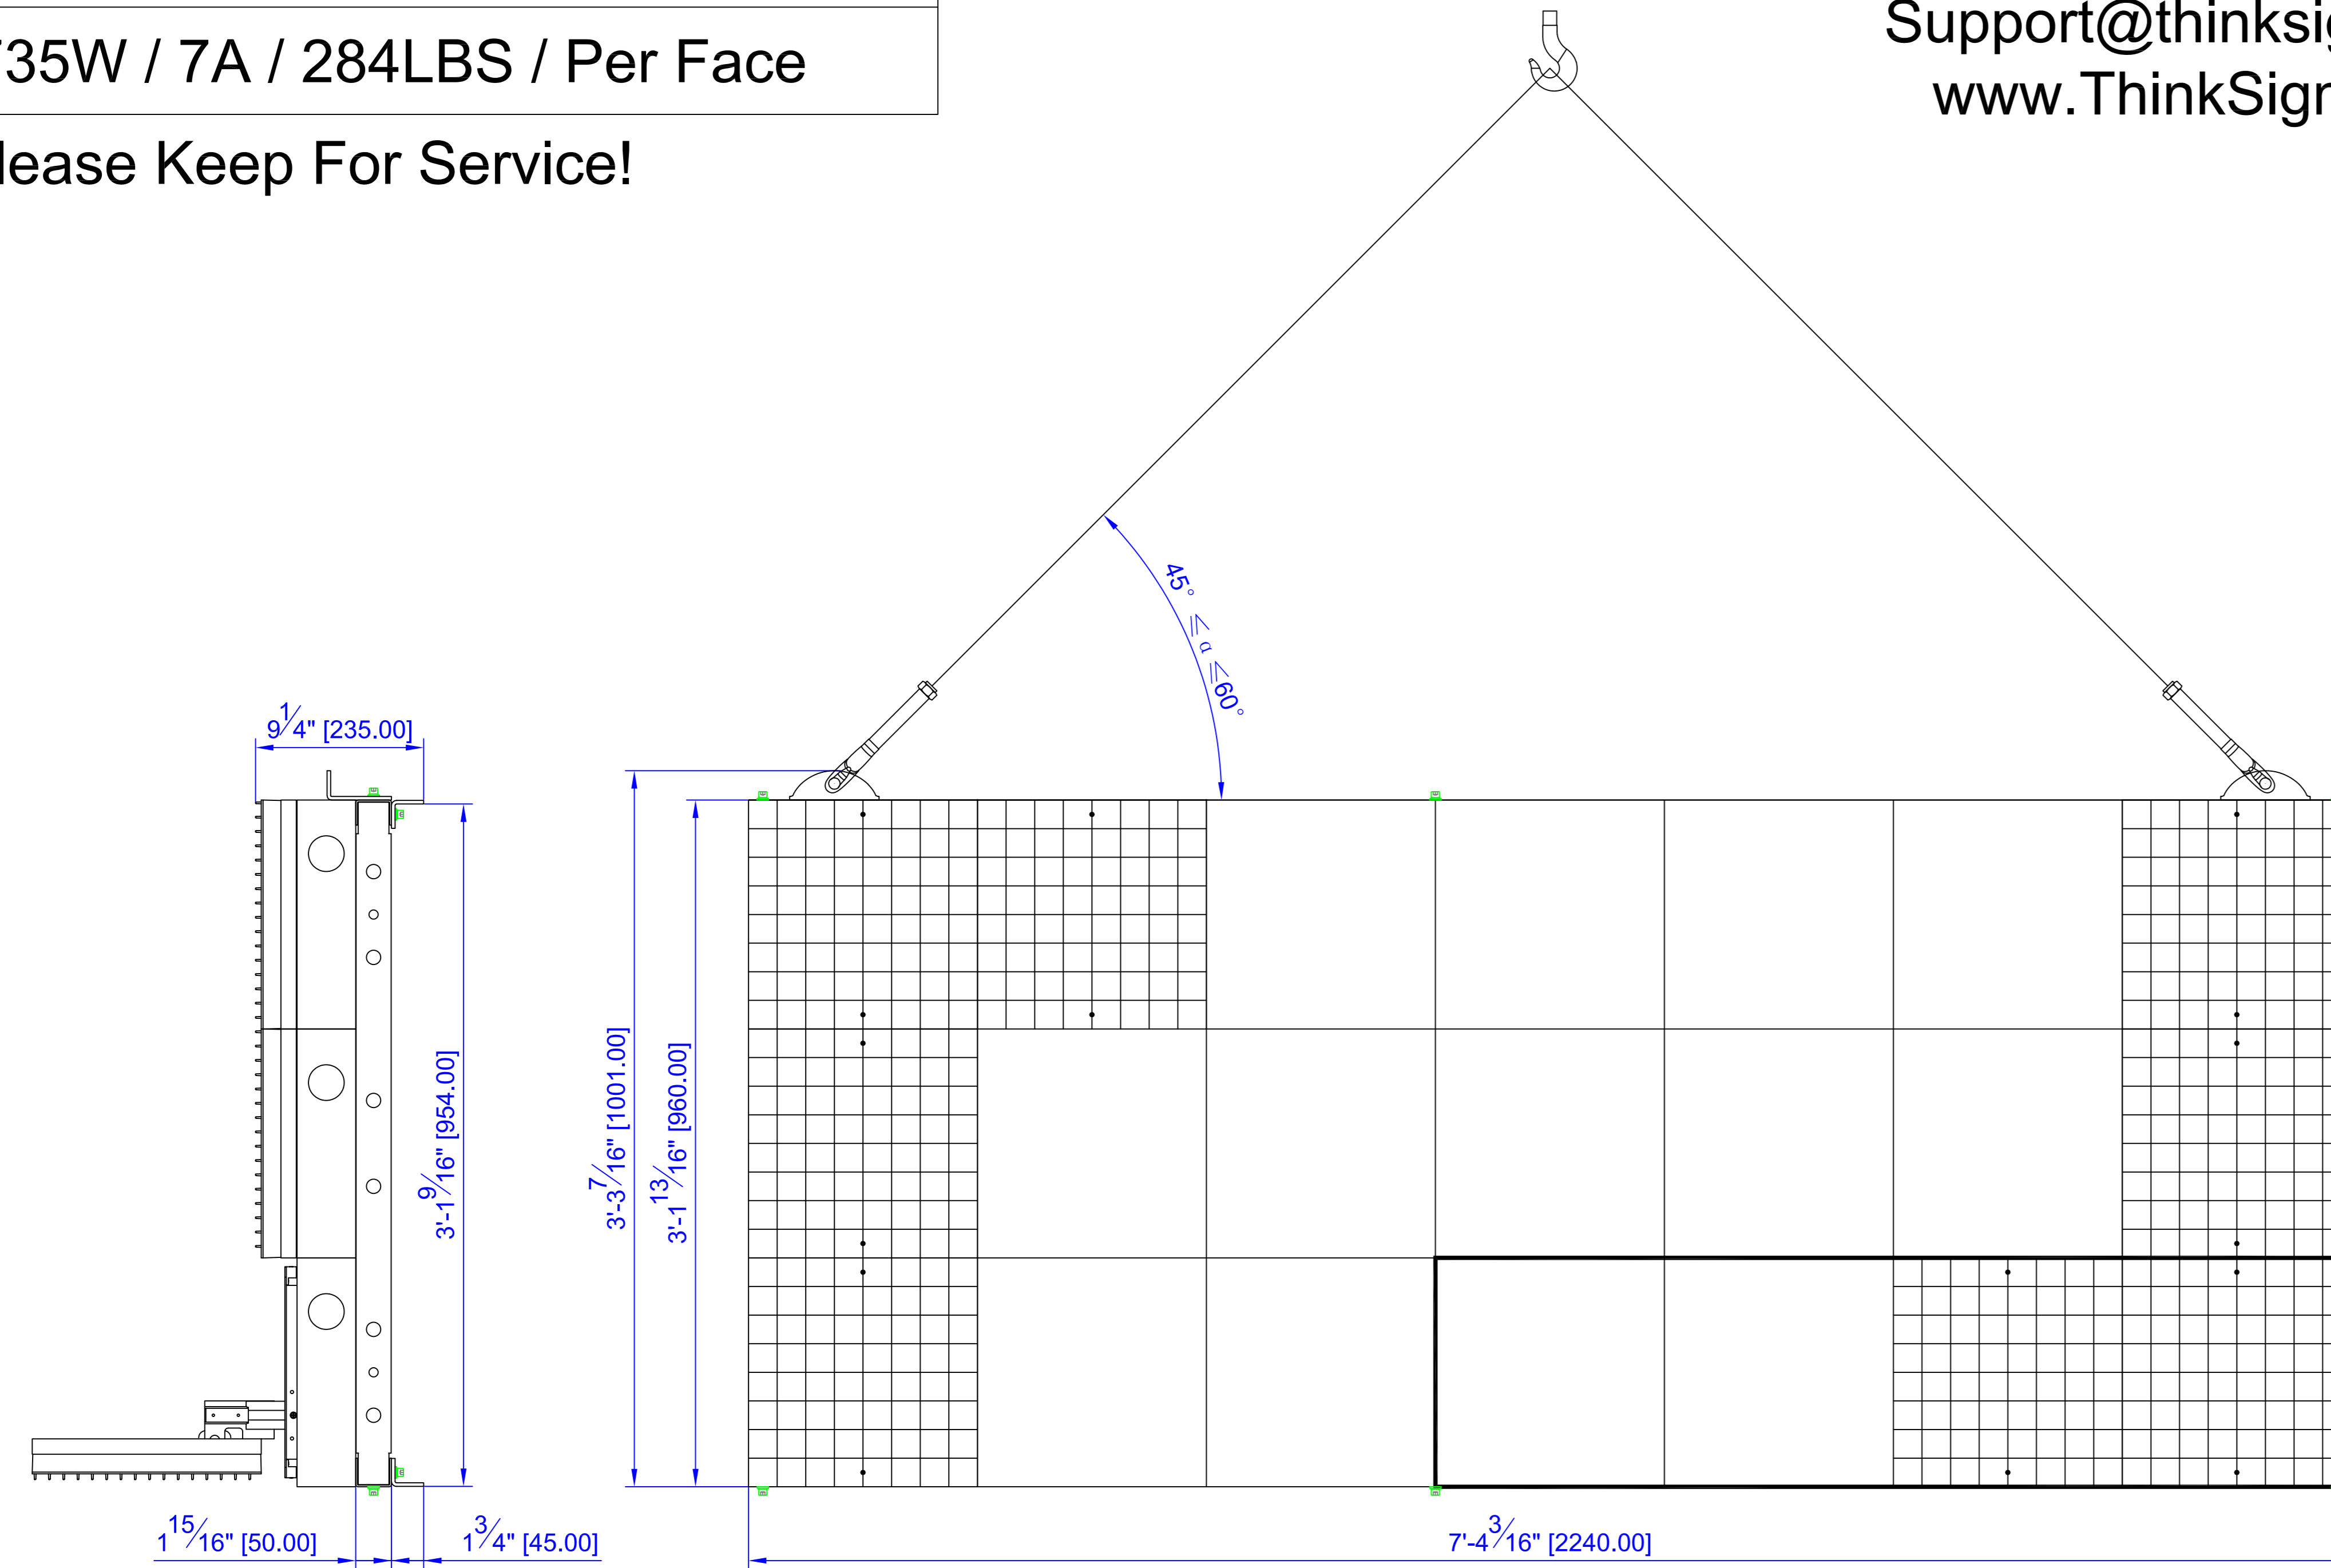 735W / 7A / 284LBS / Per Face
lease Keep For Service!
Support@thinksig
www.ThinkSign
45° ≤ α ≤60°
9 1/4" [235.00]
3'-1 9/16" [954.00]
3'-3 7/16" [1001.00]
3'-1 13/16" [960.00]
1 15/16" [50.00]
1 3/4" [45.00]
7'-4 3/16" [2240.00]